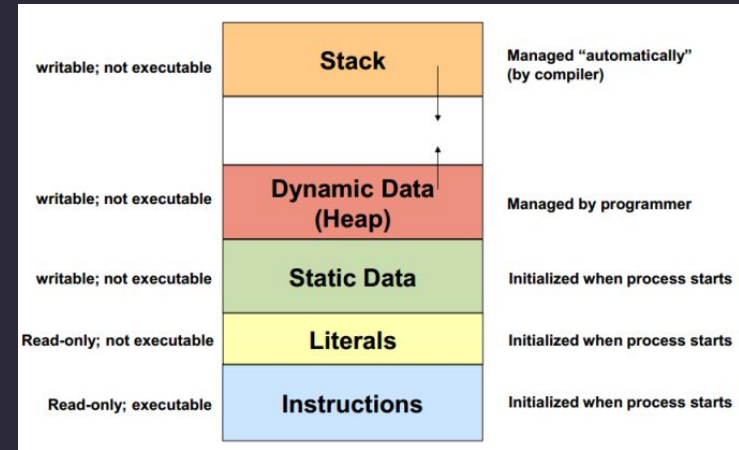 writable; not executable
Stack
Managed “automatically”
(by compiler)
writable; not executable
Dynamic Data
(Heap)
Managed by programmer
writable; not executable
Static Data
Initialized when process starts
Read-only; not executable
Literals
Initialized when process starts
Read-only; executable
Instructions
Initialized when process starts